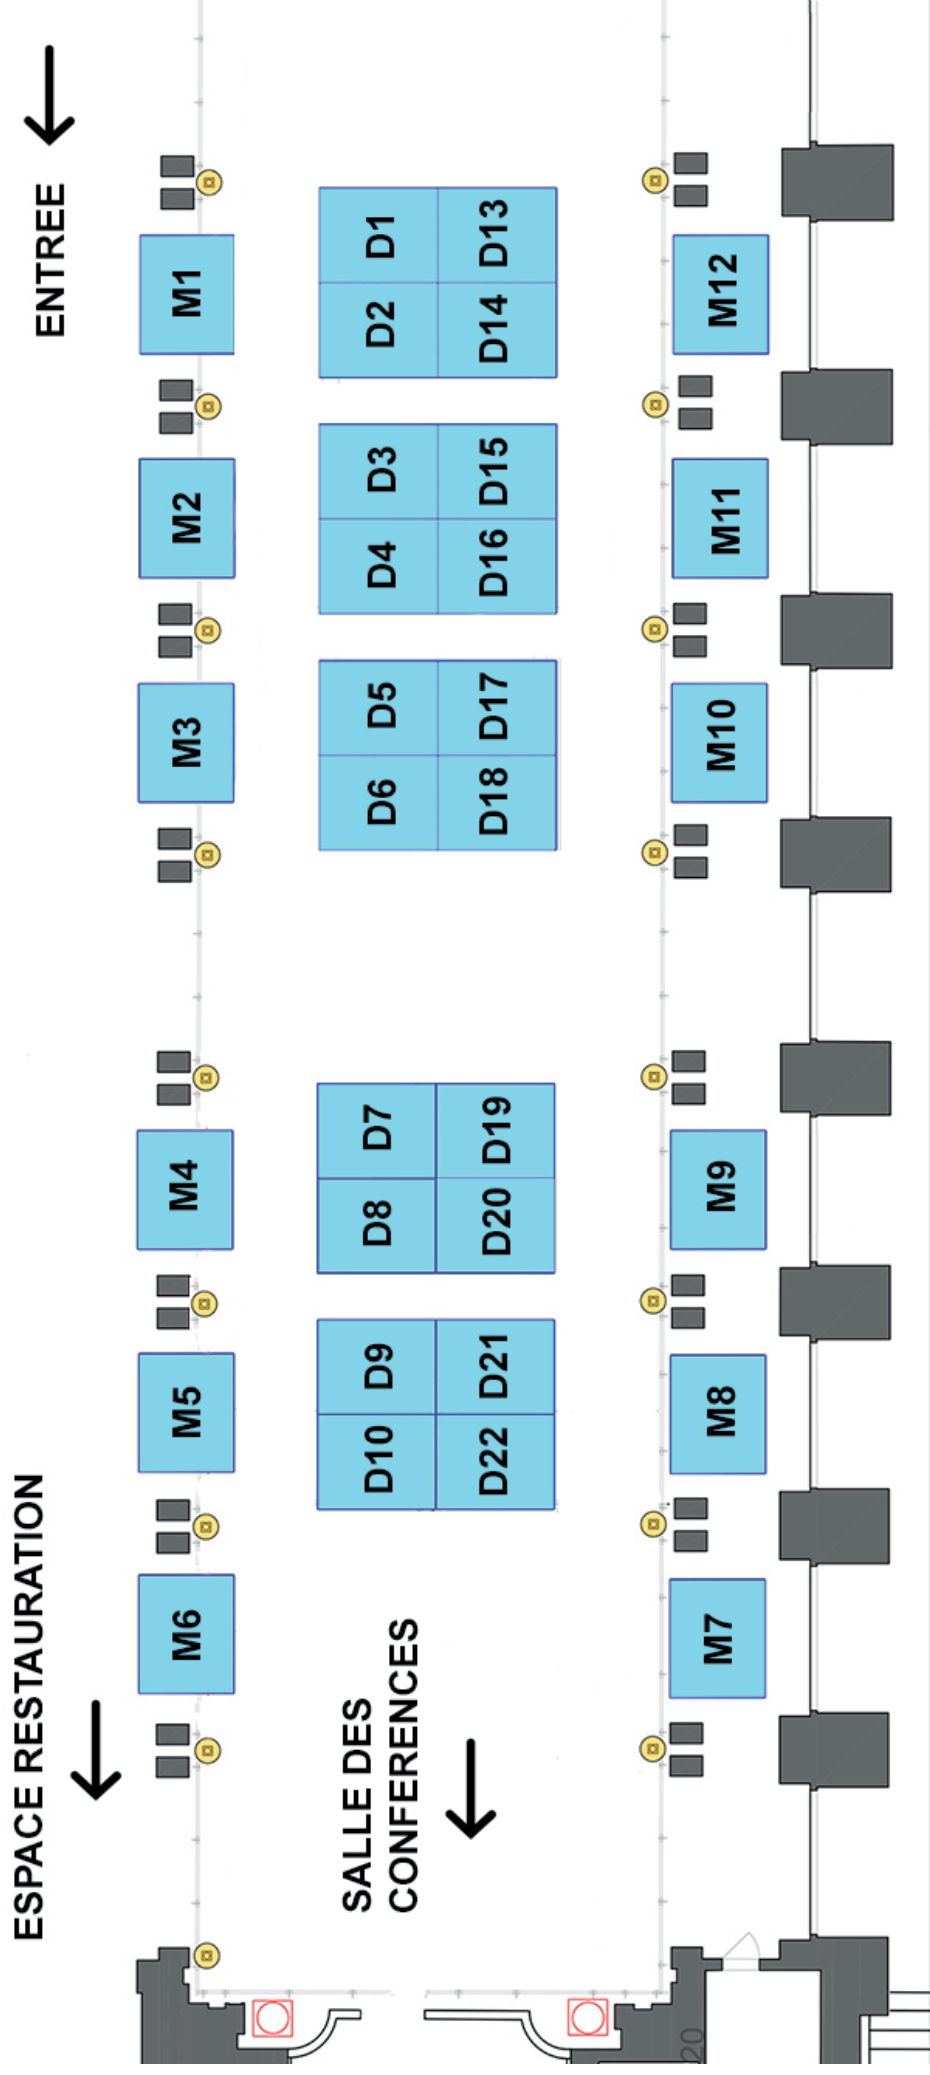 ENTREE
M1
D1
D13
M12
D2
D14
M2
D3
D15
M11
D4
D16
M3
D5
D17
M10
D6
D18
M4
D7
D19
M9
D8
D20
M5
D9
D21
M8
D10
D22
ESPACE RESTAURATION
M6
M7
SALLE DES
CONFERENCES
20